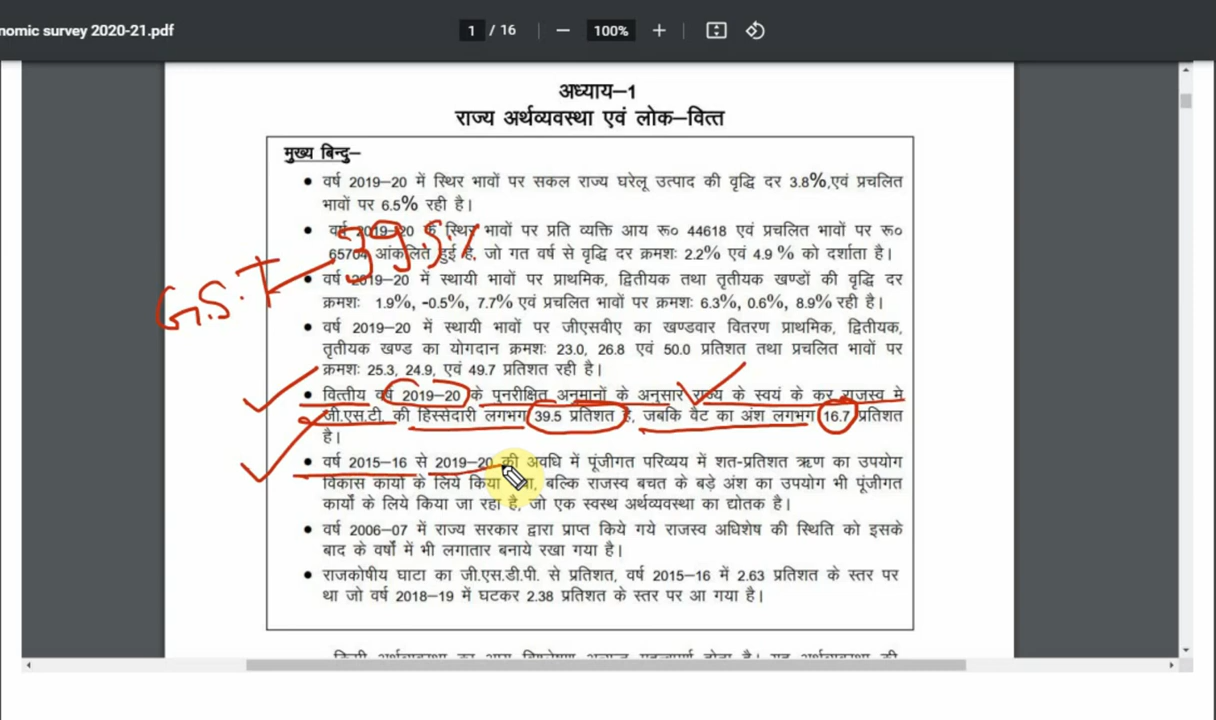 nomic survey 2020-21.pdf
1 / 16
100%
अध्याय–1
राज्य अर्थव्यवस्था एवं लोक–वित्त
मुख्य बिन्दु–
• वर्ष 2019–20 में स्थिर भावों पर सकल राज्य घरेलू उत्पाद की वृद्धि दर 3.8%,एवं प्रचलित
भावों पर 6.5% रही है।
• वर्ष 2019–20 के स्थिर भावों पर प्रति व्यक्ति आय रू० 44618 एवं प्रचलित भावों पर रू०
65704 आंकलित हुई है, जो गत वर्ष से वृद्धि दर क्रमशः 2.2% एवं 4.9 % को दर्शाता है।
39.5%
G.S.T
• वर्ष 2019–20 में स्थायी भावों पर प्राथमिक, द्वितीयक तथा तृतीयक खण्डों की वृद्धि दर
क्रमशः 1.9%, -0.5%, 7.7% एवं प्रचलित भावों पर क्रमशः 6.3%, 0.6%, 8.9% रही है।
• वर्ष 2019–20 में स्थायी भावों पर जीएसवीए का खण्डवार वितरण प्राथमिक, द्वितीयक,
तृतीयक खण्ड का योगदान क्रमशः 23.0, 26.8 एवं 50.0 प्रतिशत तथा प्रचलित भावों पर
क्रमशः 25.3, 24.9, एवं 49.7 प्रतिशत रही है।
• वित्तीय वर्ष 2019–20 के पुनरीक्षित अनुमानों के अनुसार राज्य के स्वयं के कर राजस्व मे
जी.एस.टी. की हिस्सेदारी लगभग 39.5 प्रतिशत है, जबकि वैट का अंश लगभग 16.7 प्रतिशत
है।
• वर्ष 2015–16 से 2019–20 की अवधि में पूंजीगत परिव्यय में शत-प्रतिशत ऋण का उपयोग
विकास कार्यो के लिये किया बल्कि राजस्व बचत के बड़े अंश का उपयोग भी पूंजीगत
कार्यों के लिये किया जा रहा है, जो एक स्वस्थ अर्थव्यवस्था का द्योतक है।
• वर्ष 2006–07 में राज्य सरकार द्वारा प्राप्त किये गये राजस्व अधिशेष की स्थिति को इसके
बाद के वर्षों में भी लगातार बनाये रखा गया है।
• राजकोषीय घाटा का जी.एस.डी.पी. से प्रतिशत, वर्ष 2015–16 में 2.63 प्रतिशत के स्तर पर
था जो वर्ष 2018–19 में घटकर 2.38 प्रतिशत के स्तर पर आ गया है।